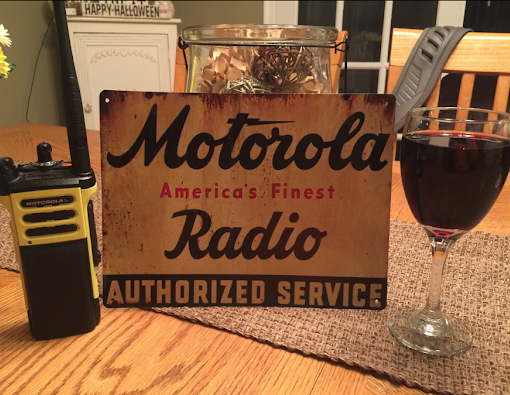 HAPPY HALLOWEEN
MOTOROLA
Motorola
America's Finest
Radio
AUTHORIZED SERVICE